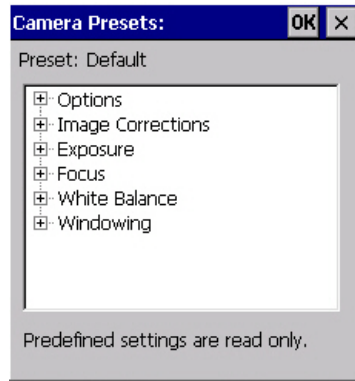 Camera Presets: OK ×
Preset: Default
Options
Image Corrections
Exposure
Focus
White Balance
Windowing
Predefined settings are read only.